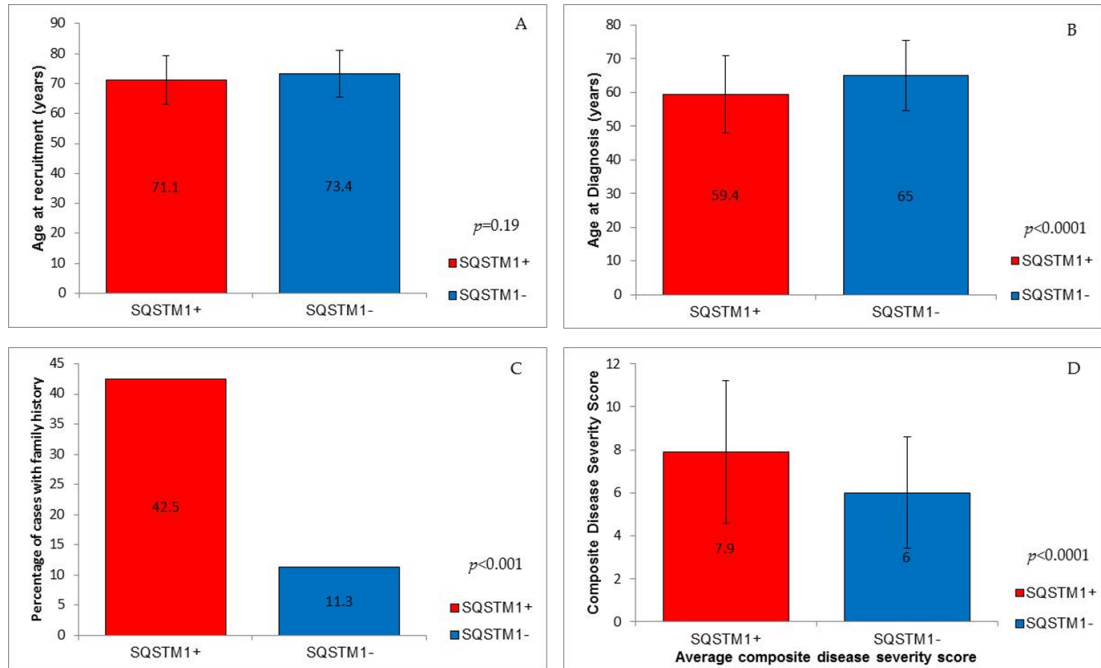 A
Age at recruitment (years)
90
80
70
60
50
40
30
20
10
0
71.1
73.4
p=0.19
SQSTM1+
SQSTM1-
SQSTM1+
SQSTM1-
B
Age at Diagnosis (years)
80
70
60
50
40
30
20
10
0
59.4
65
p<0.0001
SQSTM1+
SQSTM1-
SQSTM1+
SQSTM1-
C
Percentage of cases with family history
45
40
35
30
25
20
15
10
5
0
42.5
11.3
p<0.001
SQSTM1+
SQSTM1-
SQSTM1+
SQSTM1-
D
Composite Disease Severity Score
12
10
8
6
4
2
0
7.9
6
p<0.0001
SQSTM1+
SQSTM1-
SQSTM1+
SQSTM1-
Average composite disease severity score